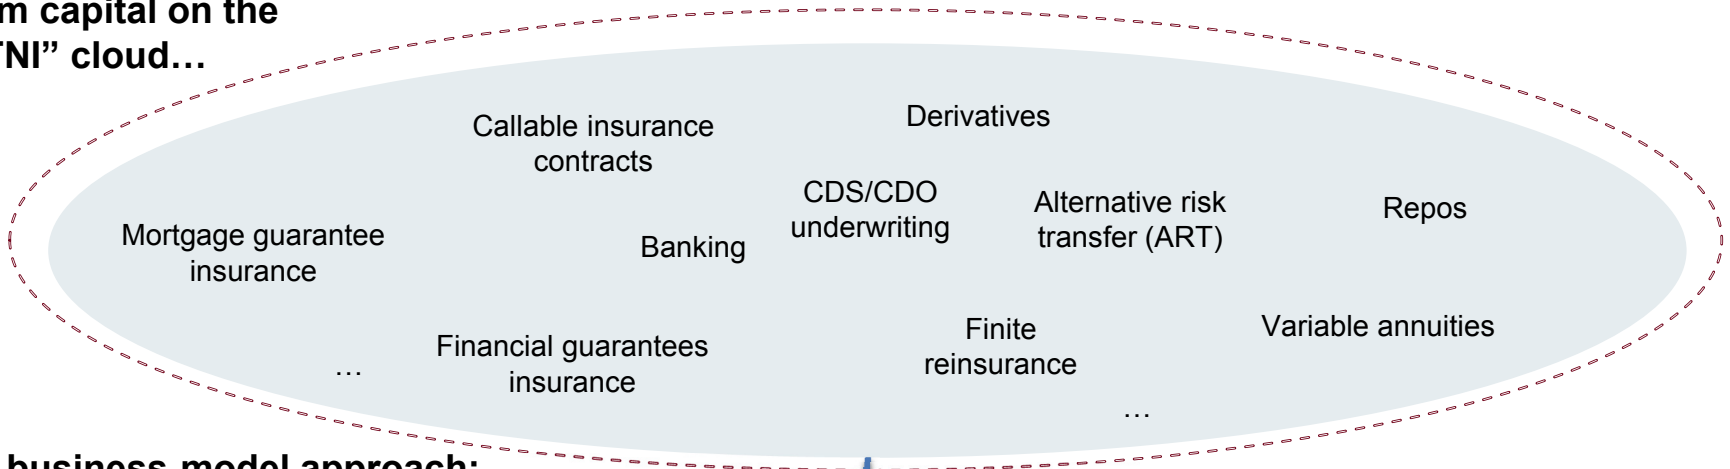 m capital on the
TNI” cloud…
Derivatives
Callable insurance
contracts
CDS/CDO
underwriting
Alternative risk
transfer (ART)
Repos
Mortgage guarantee
insurance
Banking
Finite
reinsurance
Variable annuities
Financial guarantees
insurance
…
…
business model approach: